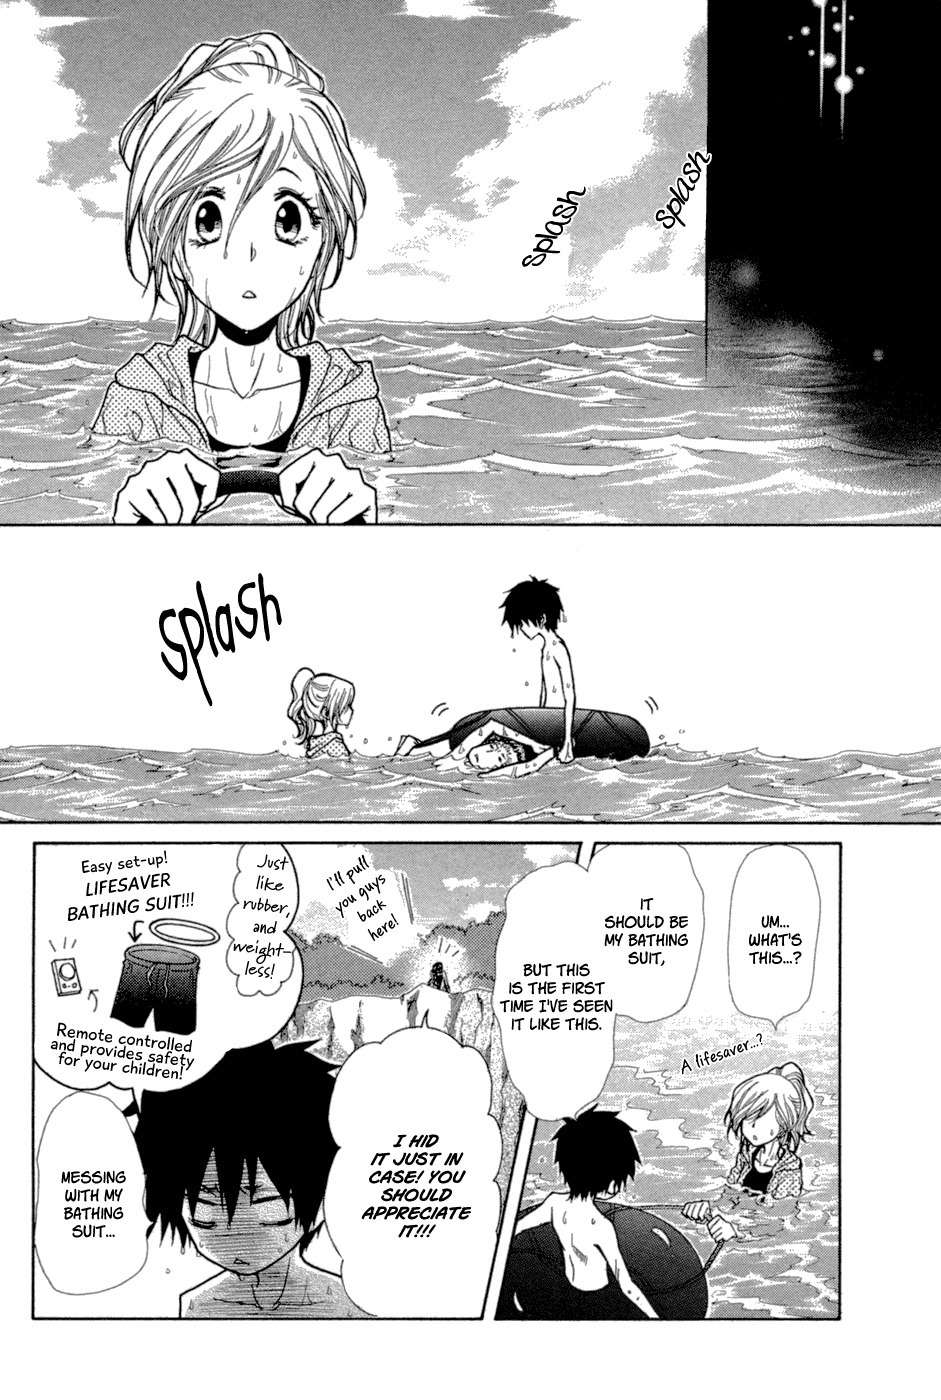 Splash
Splash
Splash
UM...
WHAT'S
THIS...?
A lifesaver...?
IT
SHOULD BE
MY BATHING
SUIT,
BUT THIS
IS THE FIRST
TIME I'VE SEEN
IT LIKE THIS.
I'll pull
you guys
back
here!
I HID
IT JUST IN
CASE! YOU
SHOULD
APPRECIATE
IT!!!
Just
like
rubber,
and
weight-
less!
Easy set-up!
LIFESAVER
BATHING SUIT!!!
Remote controlled
and provides safety
for your children!
MESSING
WITH MY
BATHING
SUIT...